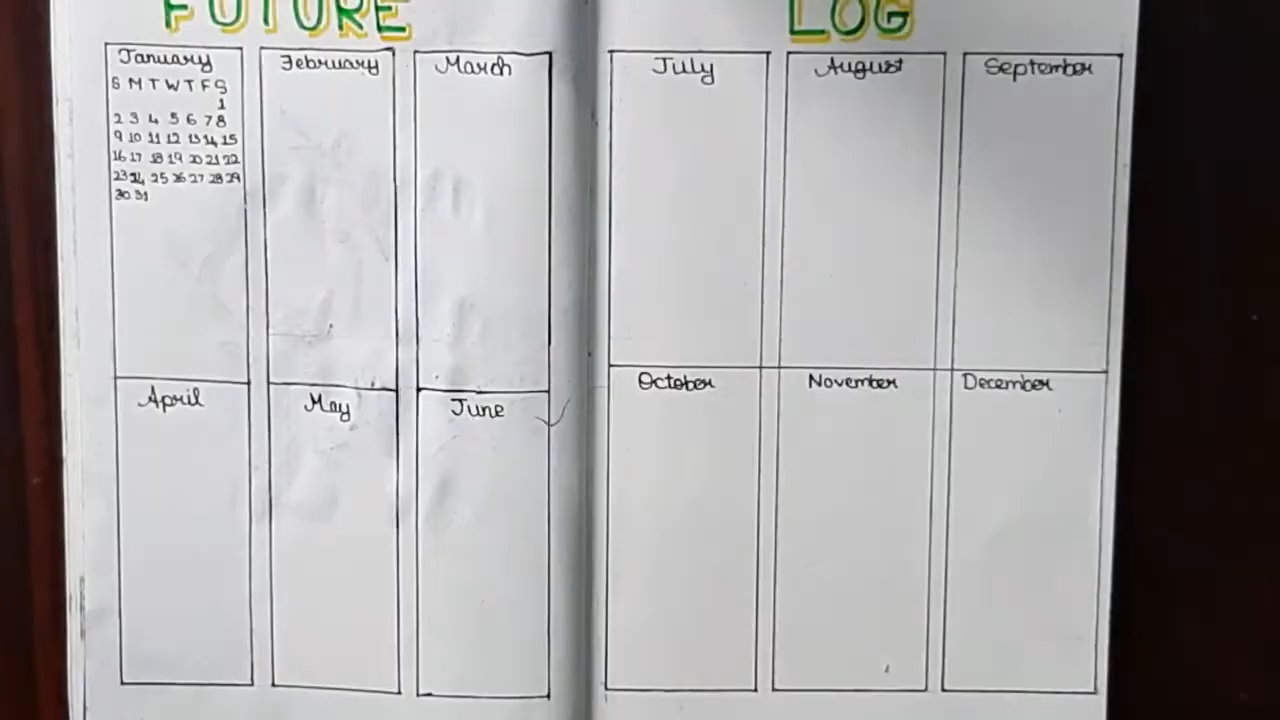 FUTURE LOG
January
S M T W T F S
1
2 3 4 5 6 7 8
9 10 11 12 13 14 15
16 17 18 19 20 21 22
23 24 25 26 27 28 29
30 31
February
March
April
May
June
July
August
September
October
November
December